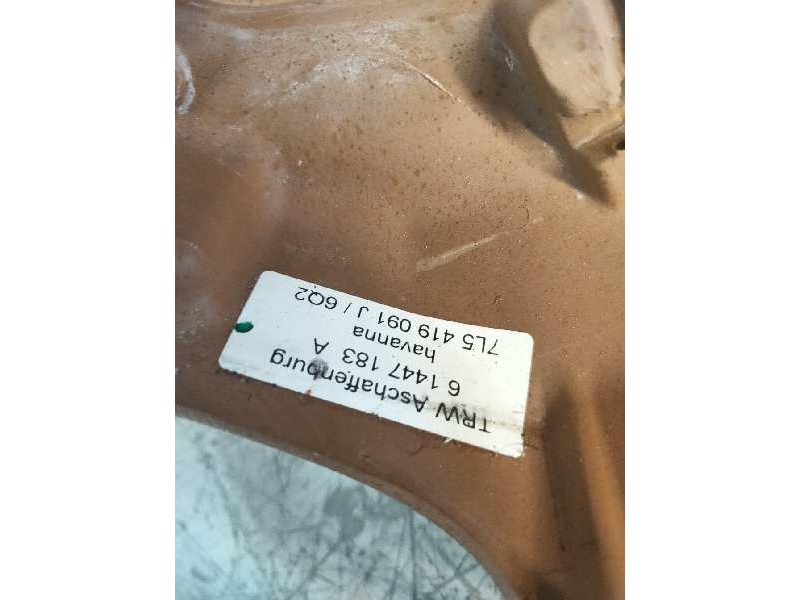 TRW Aschaffenburg
6 1447 183 A
havanna
7L5 419 091 J / 6Q2